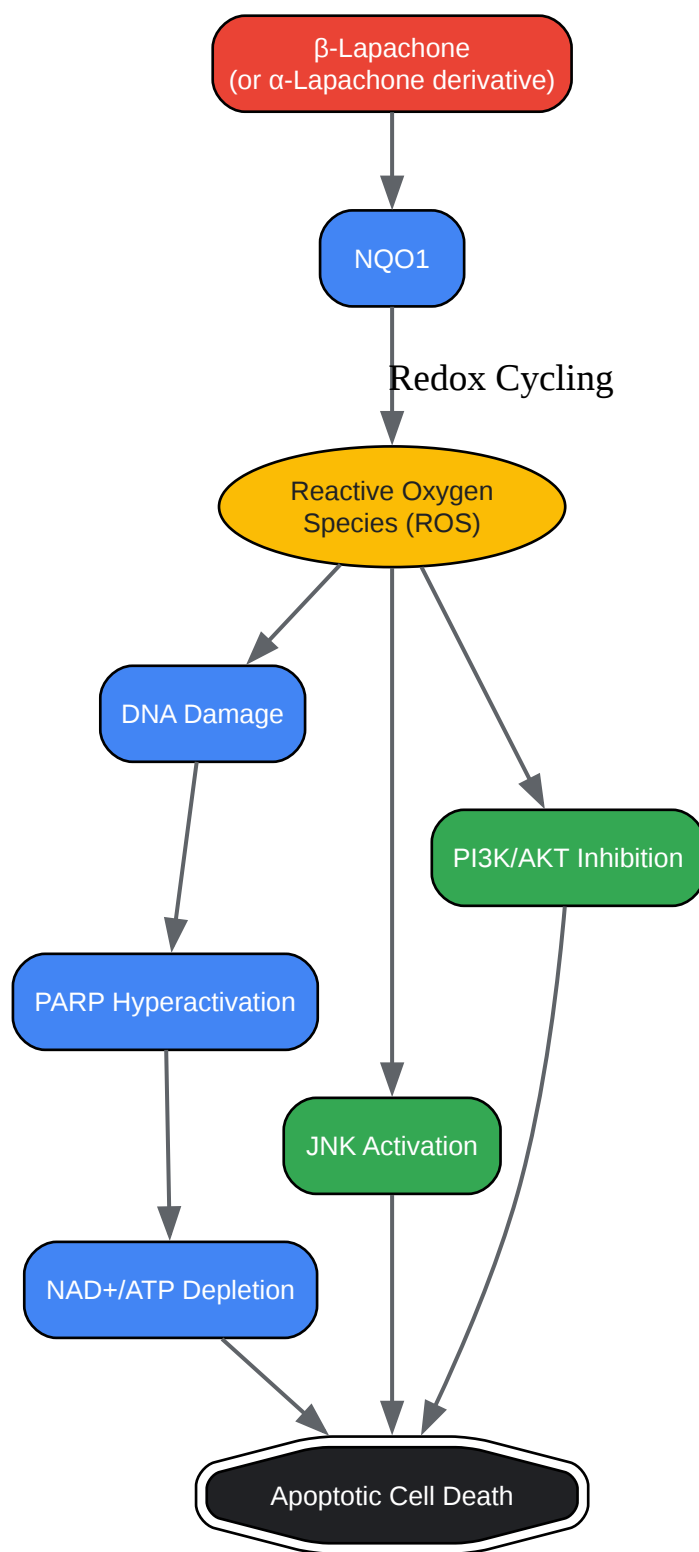 β-Lapachone
(or α-Lapachone derivative)
NQO1
Redox Cycling
Reactive Oxygen
Species (ROS)
DNA Damage
PI3K/AKT Inhibition
PARP Hyperactivation
JNK Activation
NAD+/ATP Depletion
Apoptotic Cell Death